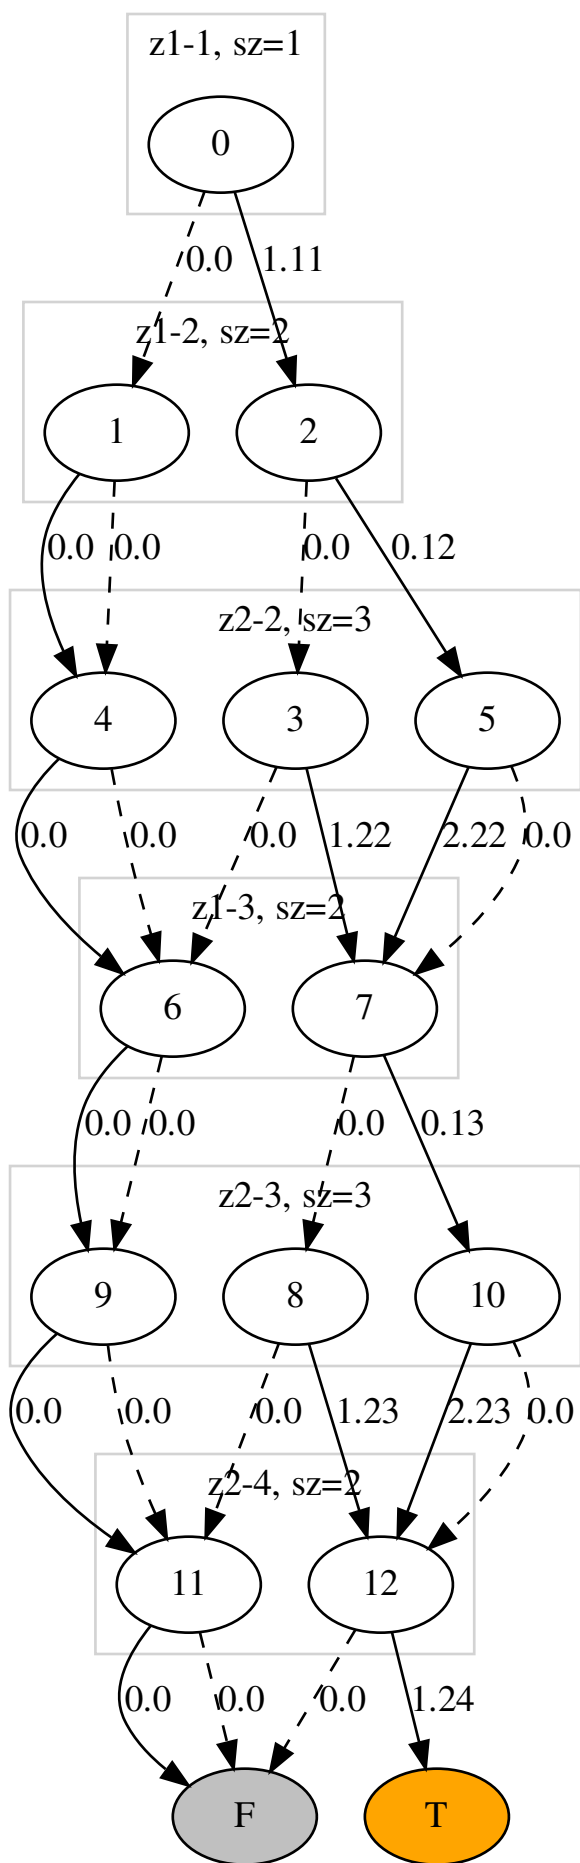 z1-1, sz=1
0
0.0 1.11
z1-2, sz=2
1 2
0.0 0.0 0.0 0.12
z2-2, sz=3
4 3 5
0.0 0.0 0.0 1.22 2.22 0.0
z1-3, sz=2
6 7
0.0 0.0 0.0 0.13
z2-3, sz=3
9 8 10
0.0 0.0 0.0 1.23 2.23 0.0
z2-4, sz=2
11 12
0.0 0.0 0.0 1.24
F T